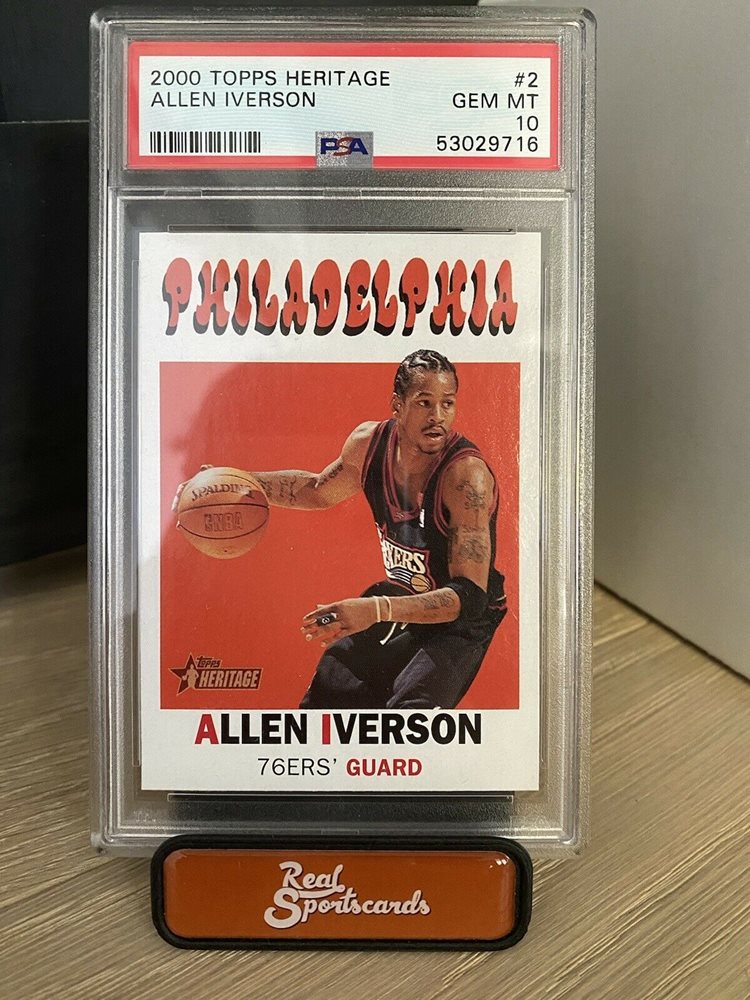 2000 TOPPS HERITAGE #2
ALLEN IVERSON GEM MT
10
PSA 53029716
PHILADELPHIA
SPALDING
NBA
TOPPS
HERITAGE
ALLEN IVERSON
76ERS' GUARD
Real
Sportscards